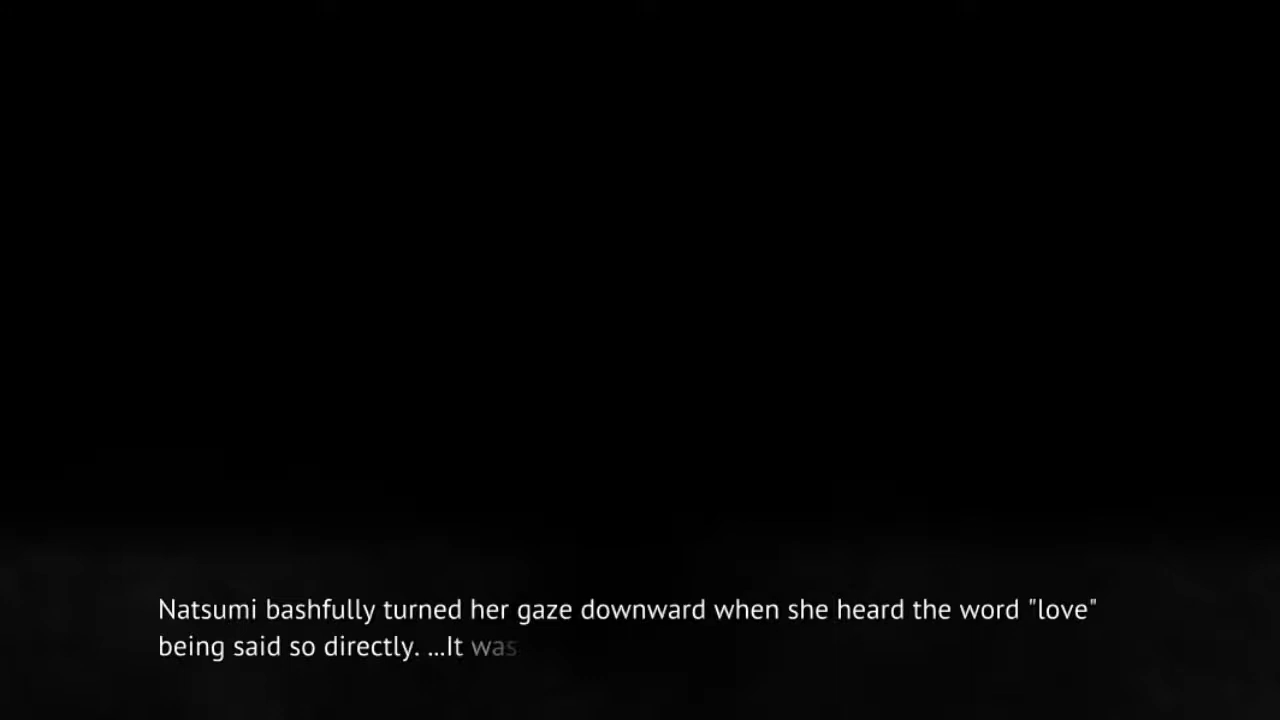 Natsumi bashfully turned her gaze downward when she heard the word "love"
being said so directly. ...It was